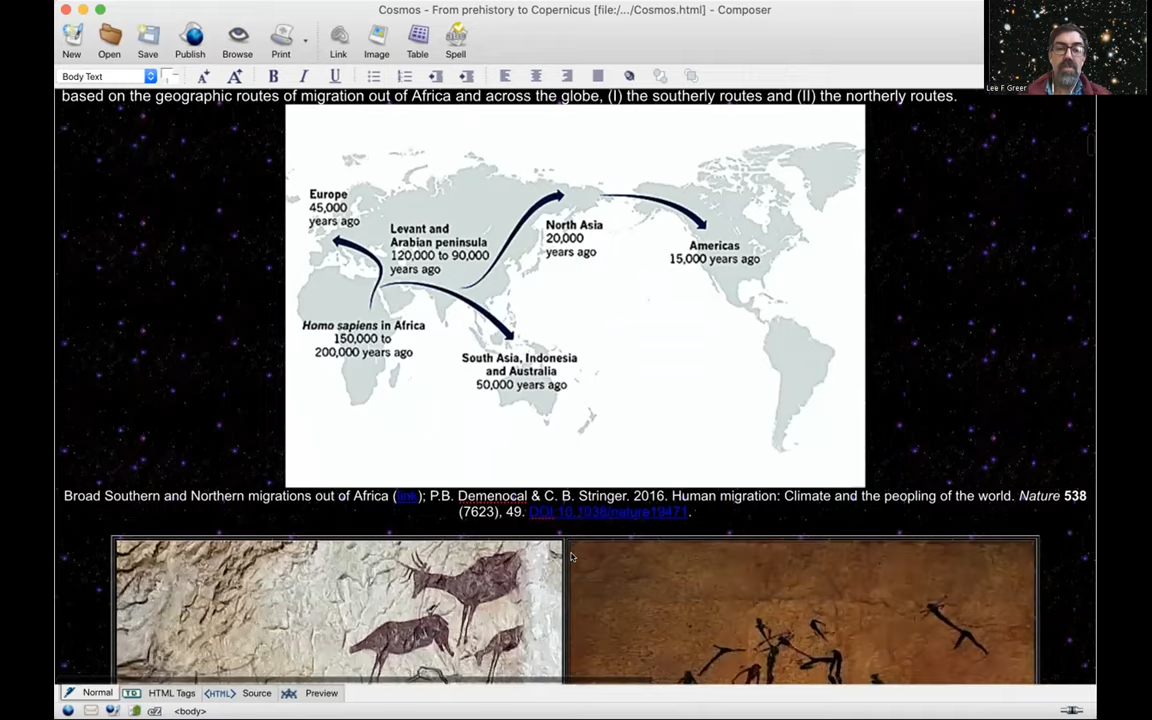 Cosmos - From prehistory to Copernicus [file:/.../Cosmos.html] - Composer
New Open Save Publish Browse Print Link Image Table Spell
Body Text
B I U
Lee F Greer
based on the geographic routes of migration out of Africa and across the globe, (I) the southerly routes and (II) the northerly routes.
Europe
45,000
years ago
Levant and
Arabian peninsula
120,000 to 90,000
years ago
North Asia
20,000
years ago
Americas
15,000 years ago
Homo sapiens in Africa
150,000 to
200,000 years ago
South Asia, Indonesia
and Australia
50,000 years ago
Broad Southern and Northern migrations out of Africa (link); P.B. Demenocal & C. B. Stringer. 2016. Human migration: Climate and the peopling of the world. Nature 538
(7623), 49. DOI:10.1038/nature19471.
Normal HTML Tags <HTML> Source Preview
<body>